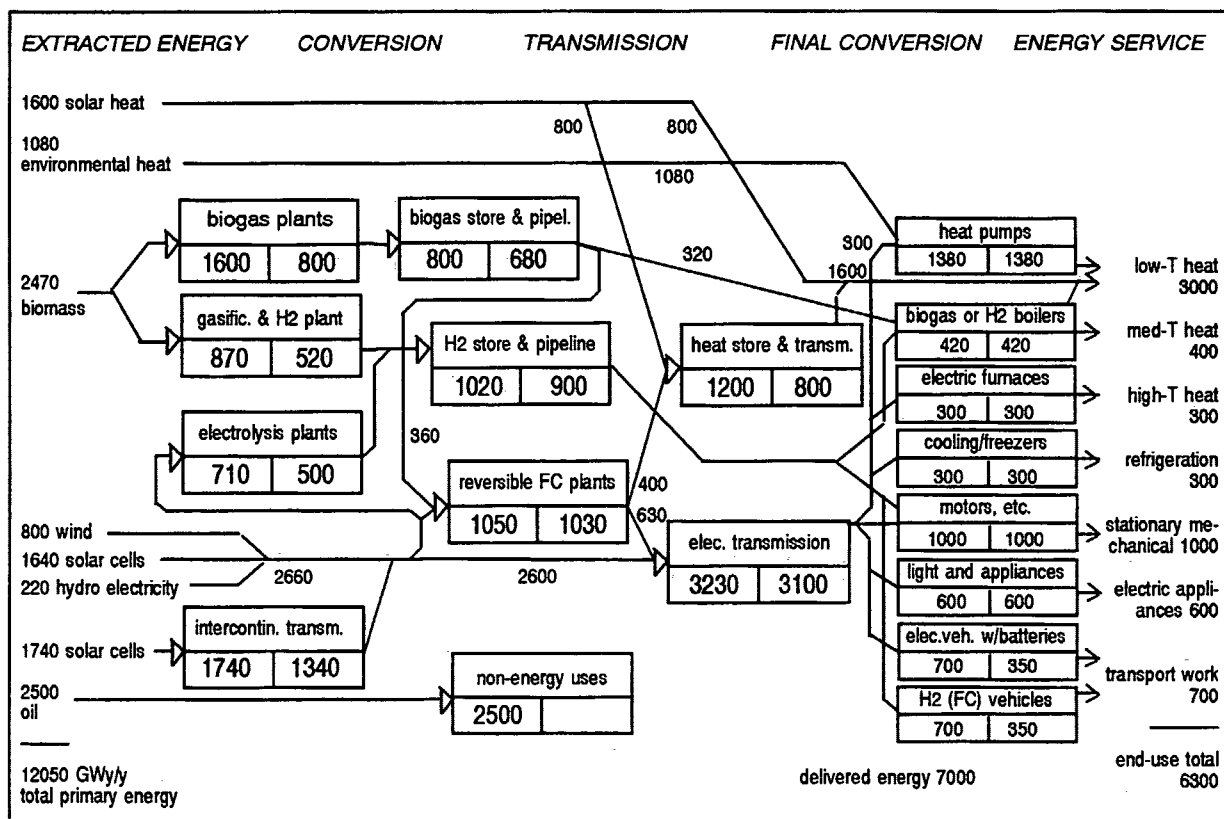 EXTRACTED ENERGY CONVERSION TRANSMISSION FINAL CONVERSION ENERGY SERVICE
1600 solar heat
800
800
1080
environmental heat
1080
biogas plants
1600 800
biogas store & pipel.
800 680
320
300
1600
heat pumps
1380 1380
low-T heat
3000
2470
biomass
gasific. & H2 plant
870 520
H2 store & pipeline
1020 900
heat store & transm.
1200 800
biogas or H2 boilers
420 420
med-T heat
400
electric furnaces
300 300
high-T heat
300
electrolysis plants
710 500
360
reversible FC plants
1050 1030
400
630
cooling/freezers
300 300
refrigeration
300
800 wind
1640 solar cells
220 hydro electricity
2660
2600
elec. transmission
3230 3100
motors, etc.
1000 1000
stationary me-
chanical 1000
light and appliances
600 600
electric appli-
ances 600
1740 solar cells
intercontin. transm.
1740 1340
elec.veh. w/batteries
700 350
transport work
700
2500
oil
non-energy uses
2500
H2 (FC) vehicles
700 350
12050 GWy/y
total primary energy
delivered energy 7000
end-use total
6300